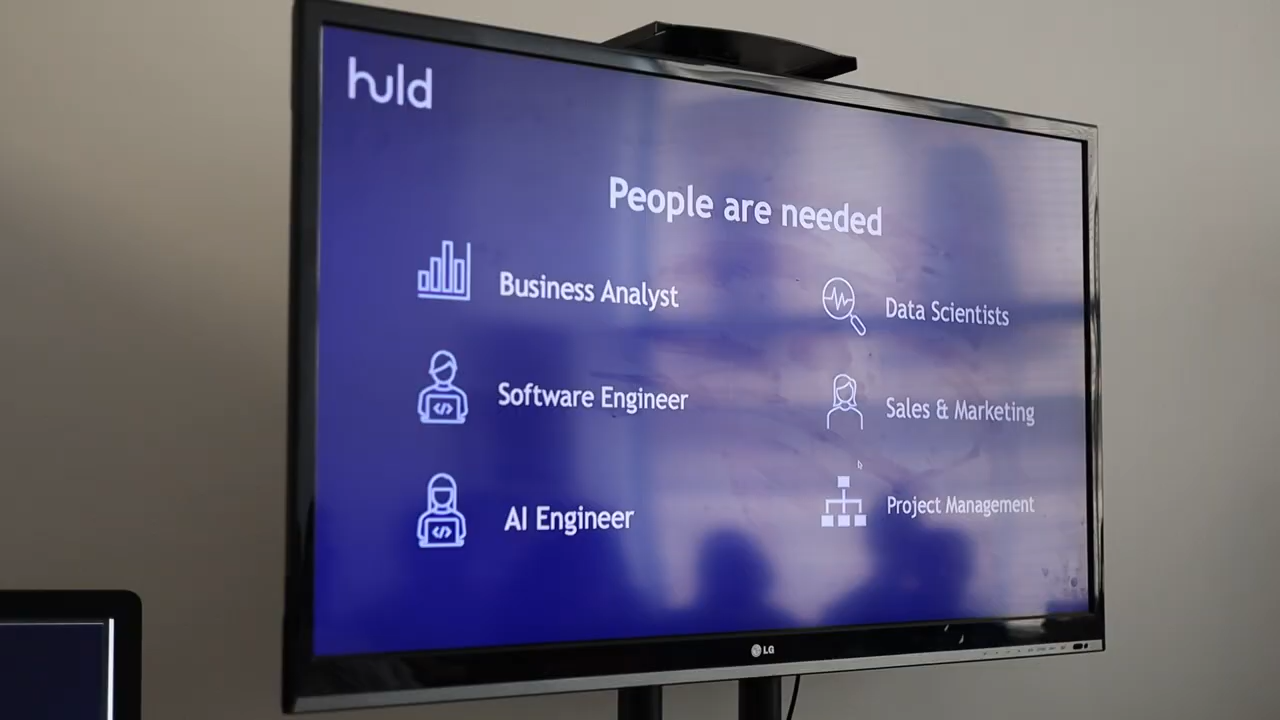 huld
People are needed
Business Analyst
Data Scientists
Software Engineer
Sales & Marketing
AI Engineer
Project Management
LG